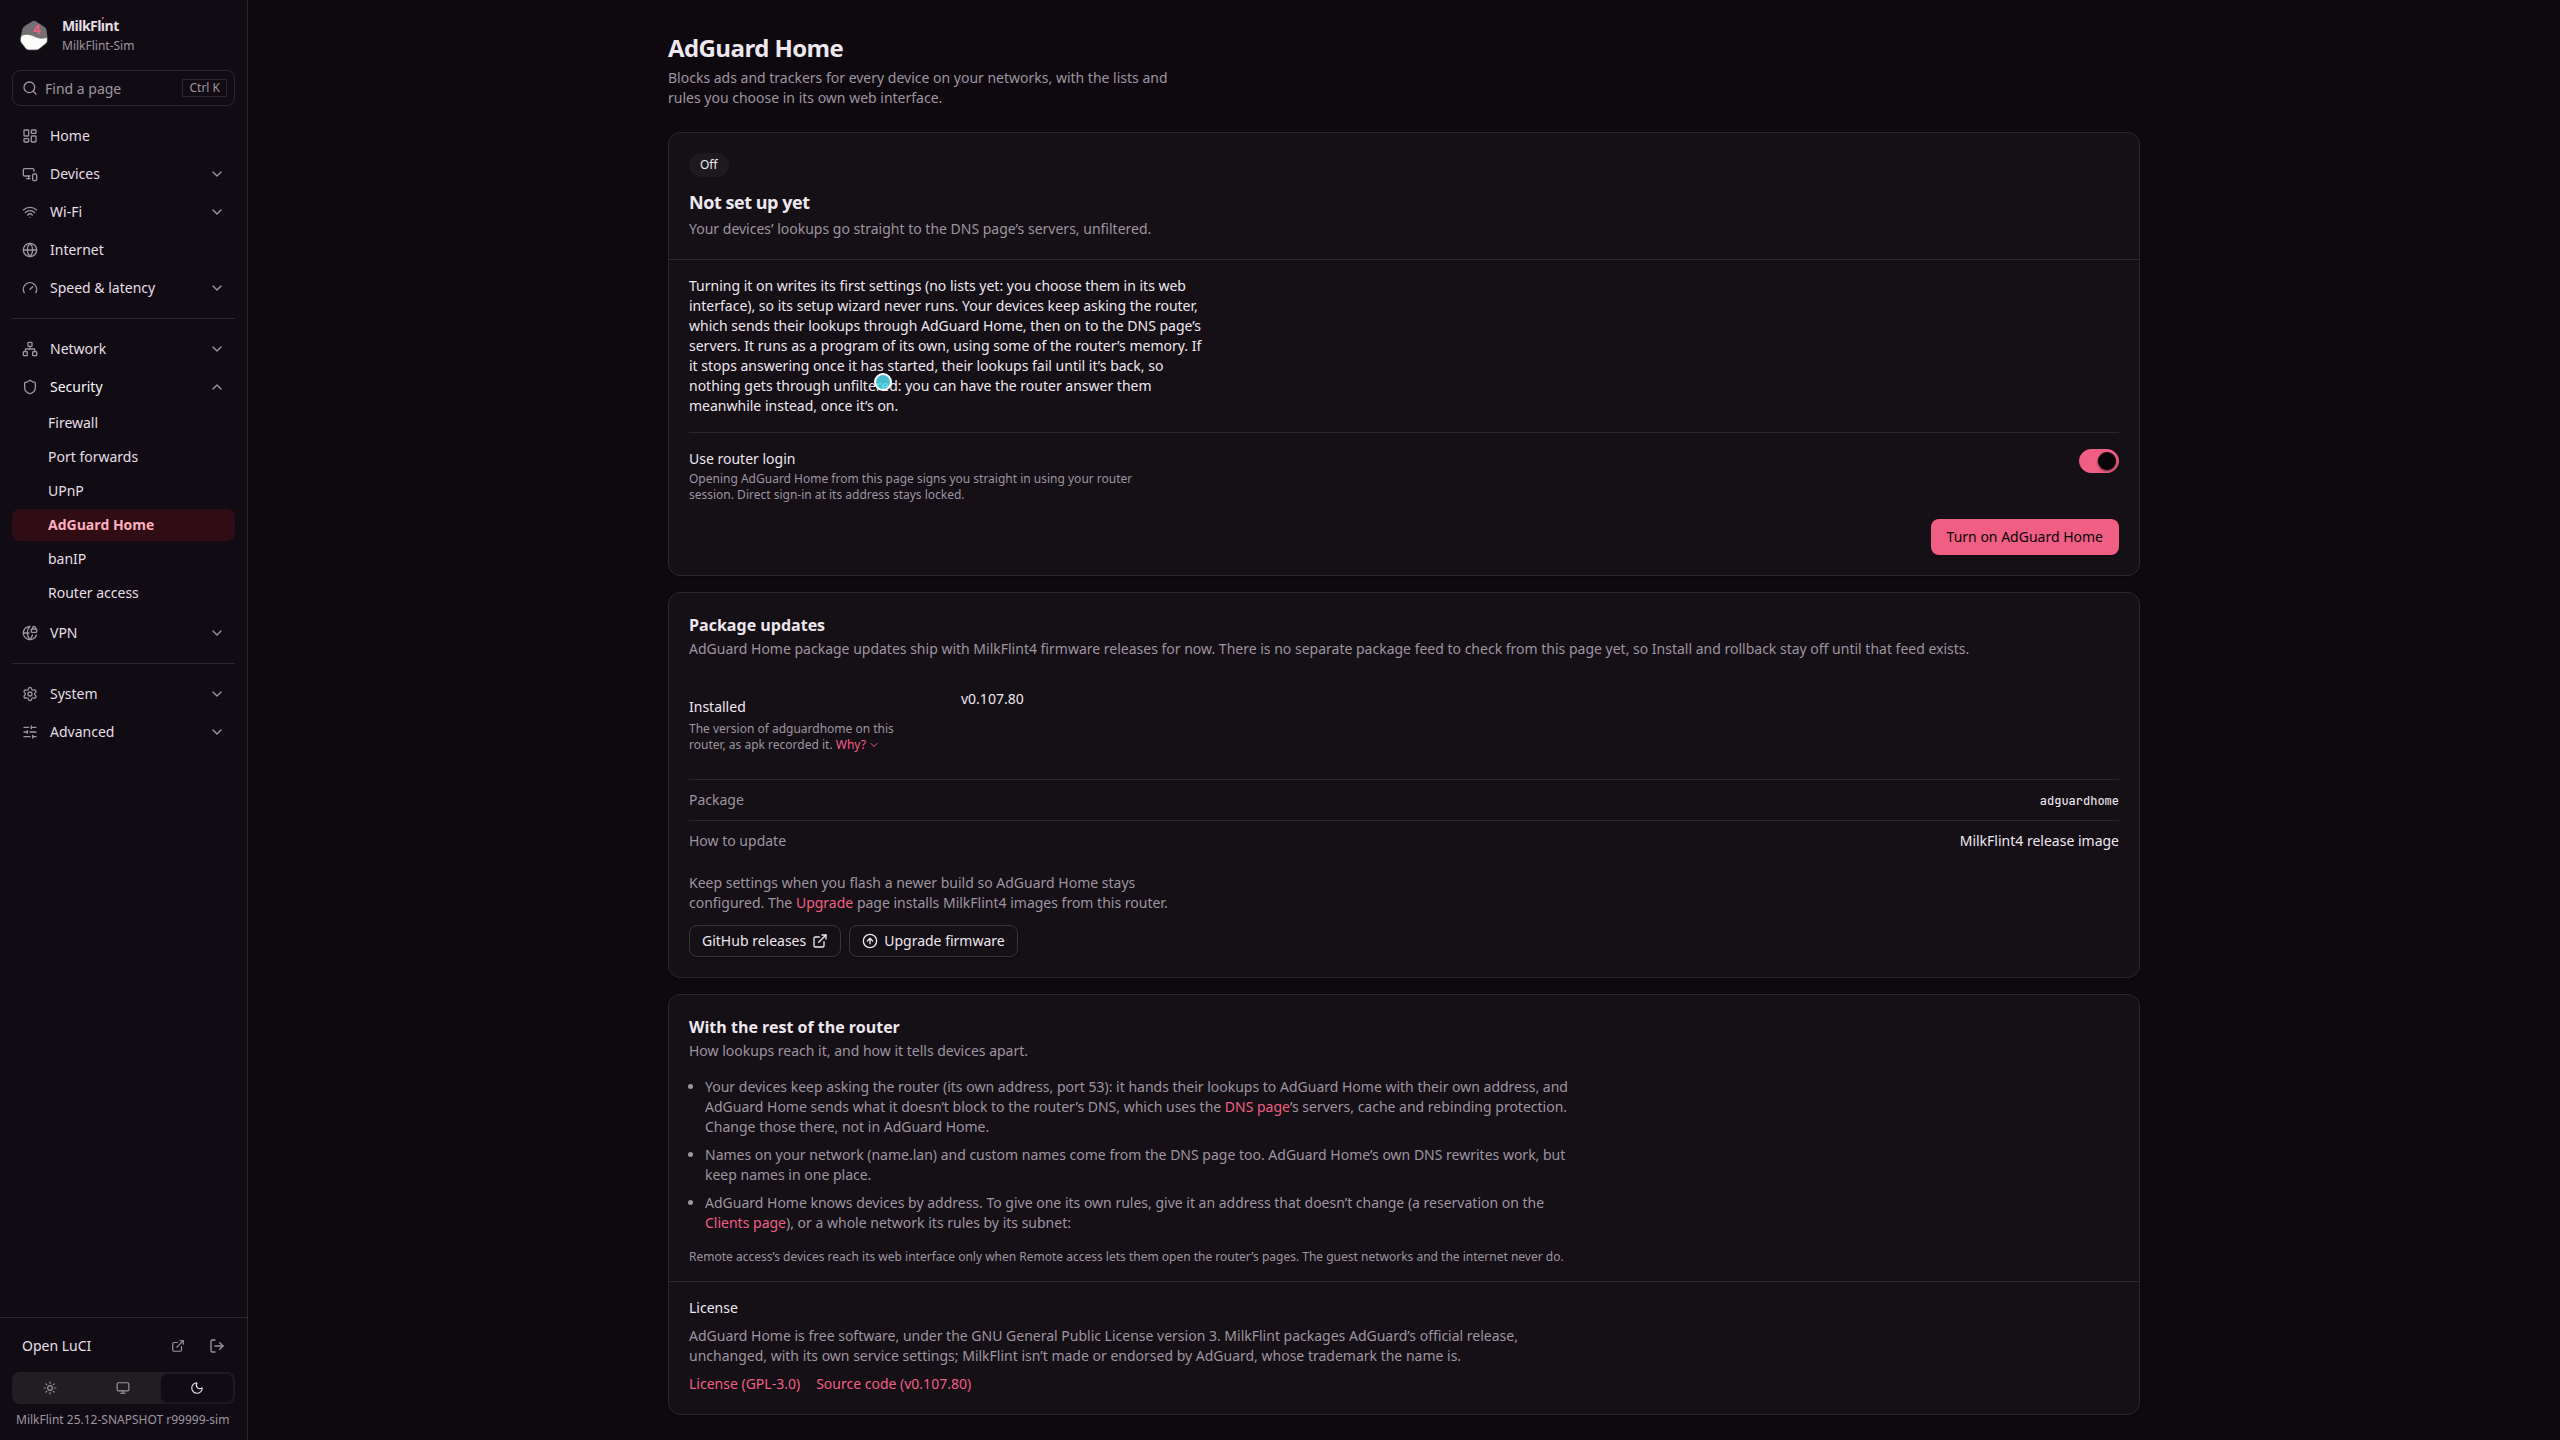 MilkFlint
MilkFlint-Sim
Find a page
Ctrl K
Home
Devices
Wi-Fi
Internet
Speed & latency
Network
Security
Firewall
Port forwards
UPnP
AdGuard Home
banIP
Router access
VPN
System
Advanced
Open LuCI
MilkFlint 25.12-SNAPSHOT r99999-sim
AdGuard Home
Blocks ads and trackers for every device on your networks, with the lists and
rules you choose in its own web interface.
Off
Not set up yet
Your devices’ lookups go straight to the DNS page’s servers, unfiltered.
Turning it on writes its first settings (no lists yet: you choose them in its web
interface), so its setup wizard never runs. Your devices keep asking the router,
which sends their lookups through AdGuard Home, then on to the DNS page’s
servers. It runs as a program of its own, using some of the router’s memory. If
it stops answering once it has started, their lookups fail until it’s back, so
nothing gets through unfiltered: you can have the router answer them
meanwhile instead, once it’s on.
Use router login
Opening AdGuard Home from this page signs you straight in using your router
session. Direct sign-in at its address stays locked.
Turn on AdGuard Home
Package updates
AdGuard Home package updates ship with MilkFlint4 firmware releases for now. There is no separate package feed to check from this page yet, so Install and rollback stay off until that feed exists.
Installed
v0.107.80
The version of adguardhome on this
router, as apk recorded it. Why?
Package
adguardhome
How to update
MilkFlint4 release image
Keep settings when you flash a newer build so AdGuard Home stays
configured. The Upgrade page installs MilkFlint4 images from this router.
GitHub releases
Upgrade firmware
With the rest of the router
How lookups reach it, and how it tells devices apart.
Your devices keep asking the router (its own address, port 53): it hands their lookups to AdGuard Home with their own address, and
AdGuard Home sends what it doesn’t block to the router’s DNS, which uses the DNS page’s servers, cache and rebinding protection.
Change those there, not in AdGuard Home.
Names on your network (name.lan) and custom names come from the DNS page too. AdGuard Home’s own DNS rewrites work, but
keep names in one place.
AdGuard Home knows devices by address. To give one its own rules, give it an address that doesn’t change (a reservation on the
Clients page), or a whole network its rules by its subnet:
Remote access’s devices reach its web interface only when Remote access lets them open the router’s pages. The guest networks and the internet never do.
License
AdGuard Home is free software, under the GNU General Public License version 3. MilkFlint packages AdGuard’s official release,
unchanged, with its own service settings; MilkFlint isn’t made or endorsed by AdGuard, whose trademark the name is.
License (GPL-3.0)
Source code (v0.107.80)